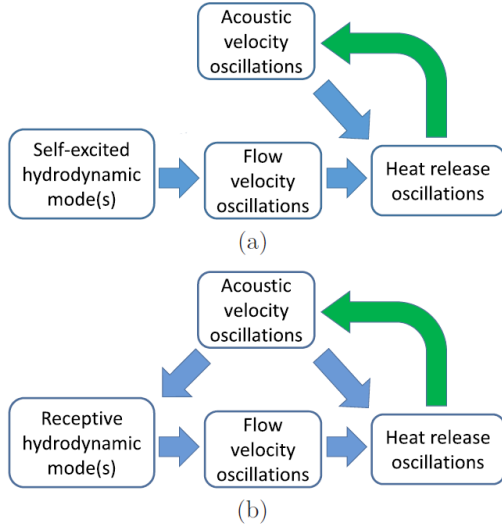 Acoustic
velocity
oscillations
Self-excited
hydrodynamic
mode(s)
Flow
velocity
oscillations
Heat release
oscillations
(a)
Acoustic
velocity
oscillations
Receptive
hydrodynamic
mode(s)
Flow
velocity
oscillations
Heat release
oscillations
(b)